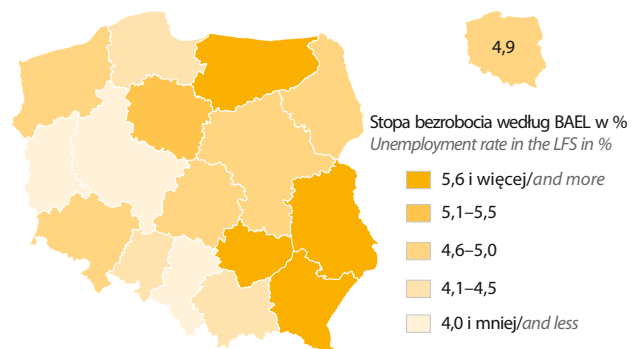 4,9
Stopa bezrobocia według BAEL w %
Unemployment rate in the LFS in %
5,6 i więcej/and more
5,1–5,5
4,6–5,0
4,1–4,5
4,0 i mniej/and less